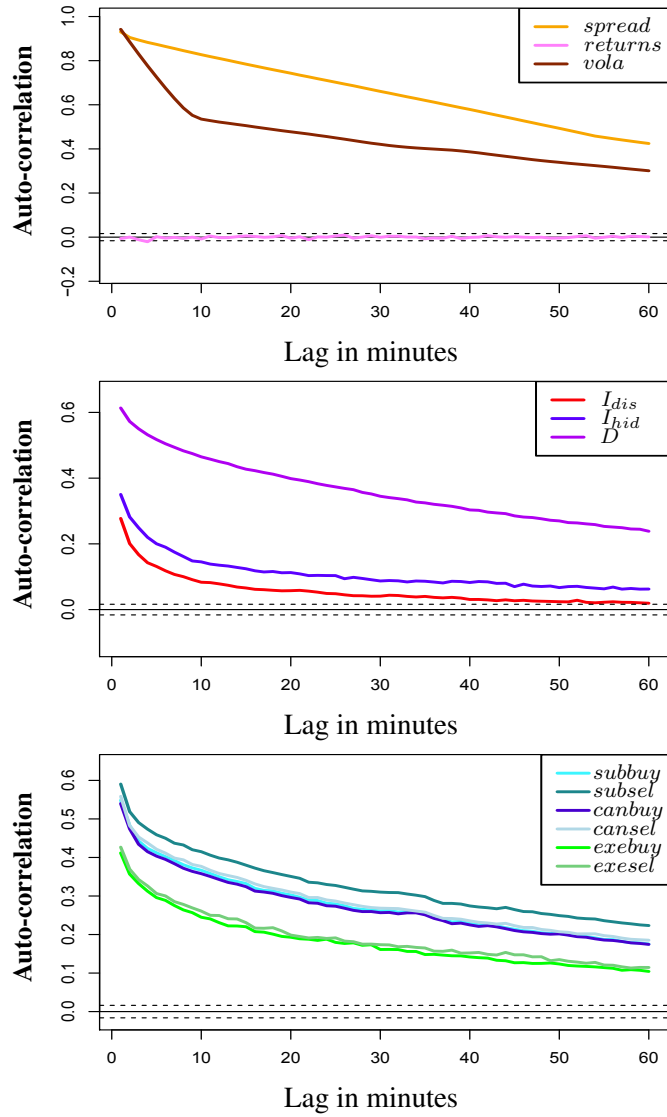 Auto-correlation
−0.2 0.0 0.2 0.4 0.6 0.8 1.0
spread
returns
vola
0 10 20 30 40 50 60
Lag in minutes
Auto-correlation
0.0 0.2 0.4 0.6
I_dis
I_hid
D
0 10 20 30 40 50 60
Lag in minutes
Auto-correlation
0.0 0.1 0.2 0.3 0.4 0.5 0.6
subbuy
subsel
canbuy
cansel
exebuy
exesel
0 10 20 30 40 50 60
Lag in minutes